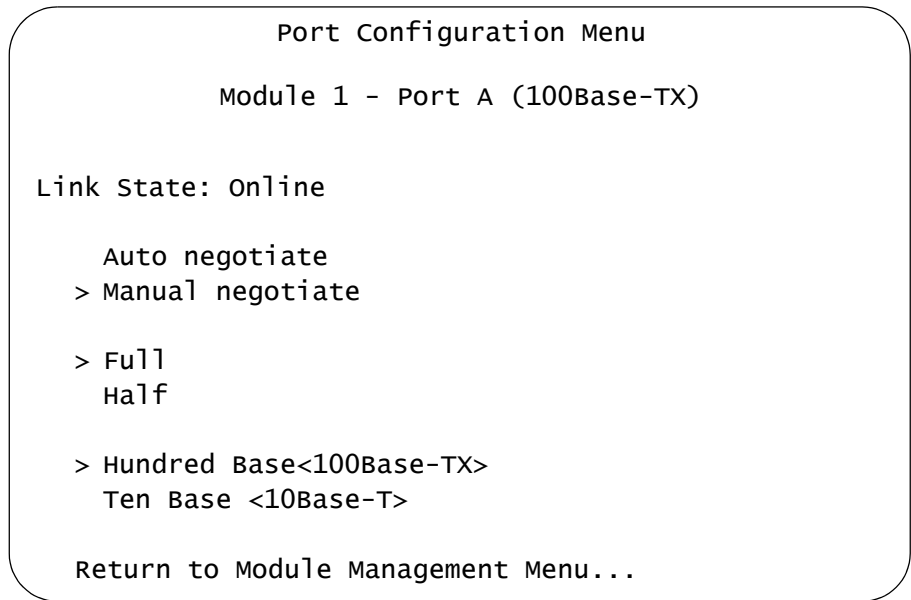 Port Configuration Menu
Module 1 - Port A (100Base-TX)
Link State: Online
Auto negotiate
> Manual negotiate
> Full
Half
> Hundred Base<100Base-TX>
Ten Base <10Base-T>
Return to Module Management Menu...